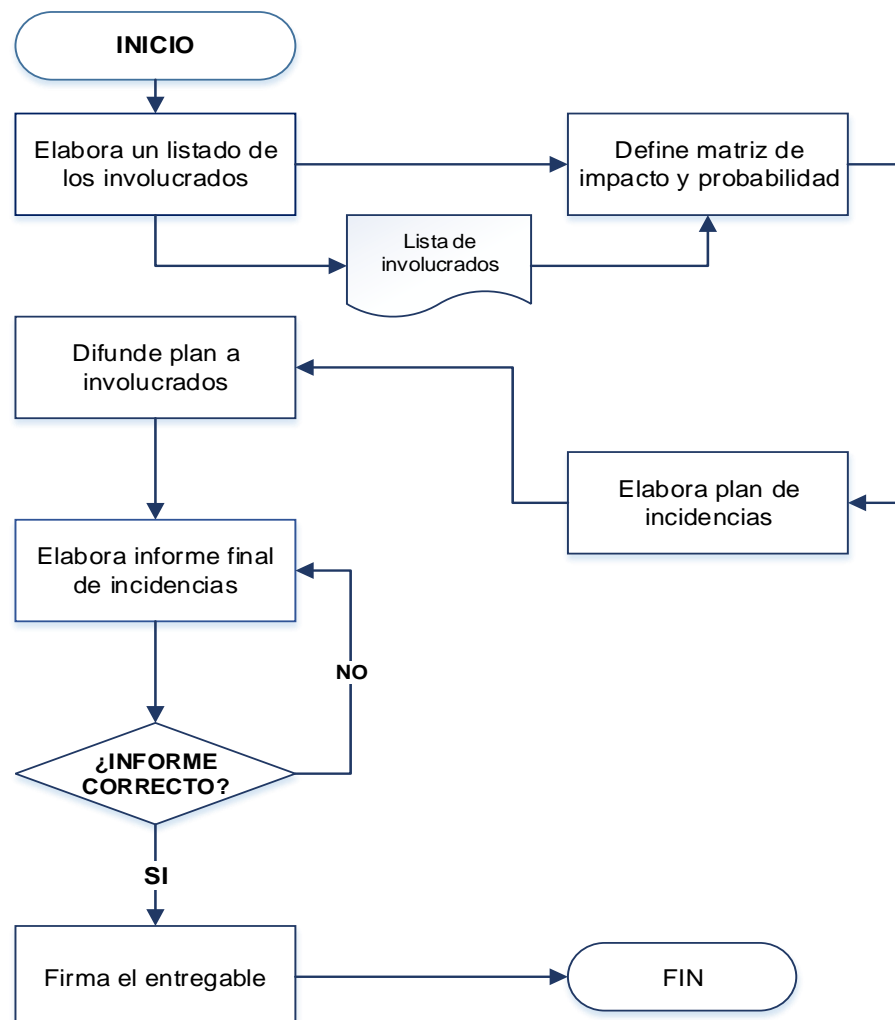 INICIO
Elabora un listado de
los involucrados
Define matriz de
impacto y probabilidad
Lista de
involucrados
Difunde plan a
involucrados
Elabora plan de
incidencias
Elabora informe final
de incidencias
NO
¿INFORME
CORRECTO?
SI
Firma el entregable
FIN